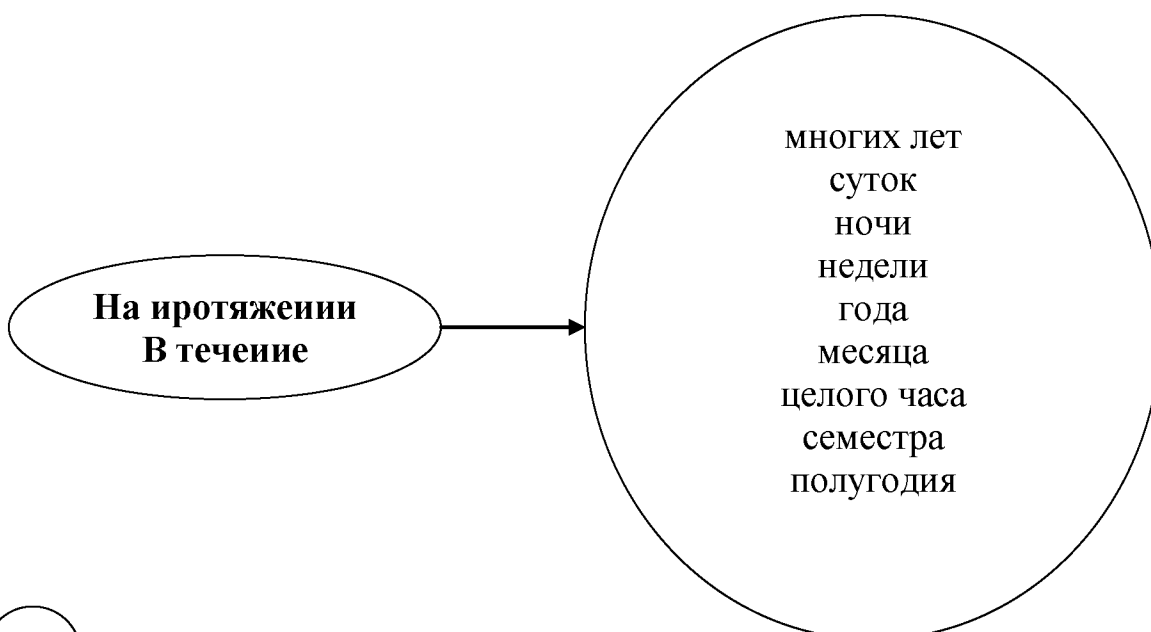 На иротяжеиии
В течеиие
многих лет
суток
ночи
недели
года
месяца
целого часа
семестра
полугодия